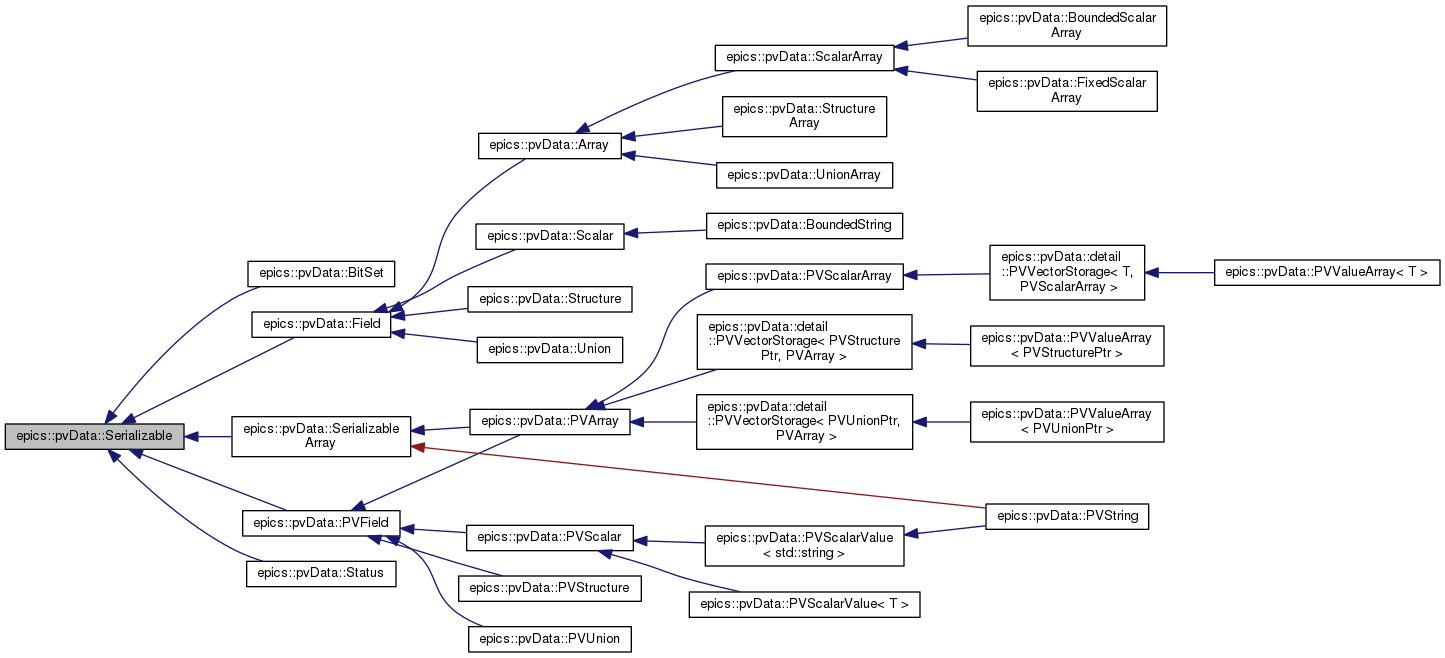 epics::pvData::Serializable
epics::pvData::BitSet
epics::pvData::Field
epics::pvData::Serializable
Array
epics::pvData::PVField
epics::pvData::Status
epics::pvData::Array
epics::pvData::Scalar
epics::pvData::Structure
epics::pvData::Union
epics::pvData::PVArray
epics::pvData::PVScalar
epics::pvData::PVStructure
epics::pvData::PVUnion
epics::pvData::ScalarArray
epics::pvData::Structure
Array
epics::pvData::UnionArray
epics::pvData::BoundedString
epics::pvData::PVScalarArray
epics::pvData::detail
::PVVectorStorage< PVStructure
Ptr, PVArray >
epics::pvData::detail
::PVVectorStorage< PVUnionPtr,
PVArray >
epics::pvData::PVScalarValue
< std::string >
epics::pvData::PVScalarValue< T >
epics::pvData::BoundedScalar
Array
epics::pvData::FixedScalar
Array
epics::pvData::detail
::PVVectorStorage< T,
PVScalarArray >
epics::pvData::PVValueArray
< PVStructurePtr >
epics::pvData::PVValueArray
< PVUnionPtr >
epics::pvData::PVString
epics::pvData::PVValueArray< T >